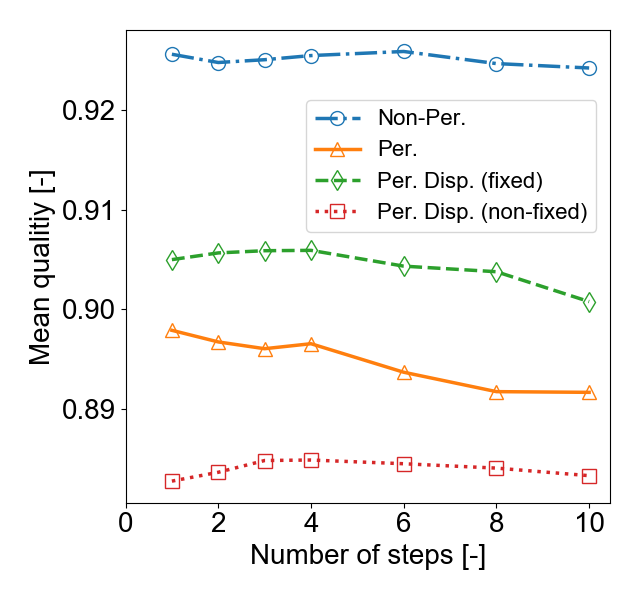 Mean qualitiy [-]
0.92
0.91
0.90
0.89
Non-Per.
Per.
Per. Disp. (fixed)
Per. Disp. (non-fixed)
0 2 4 6 8 10
Number of steps [-]